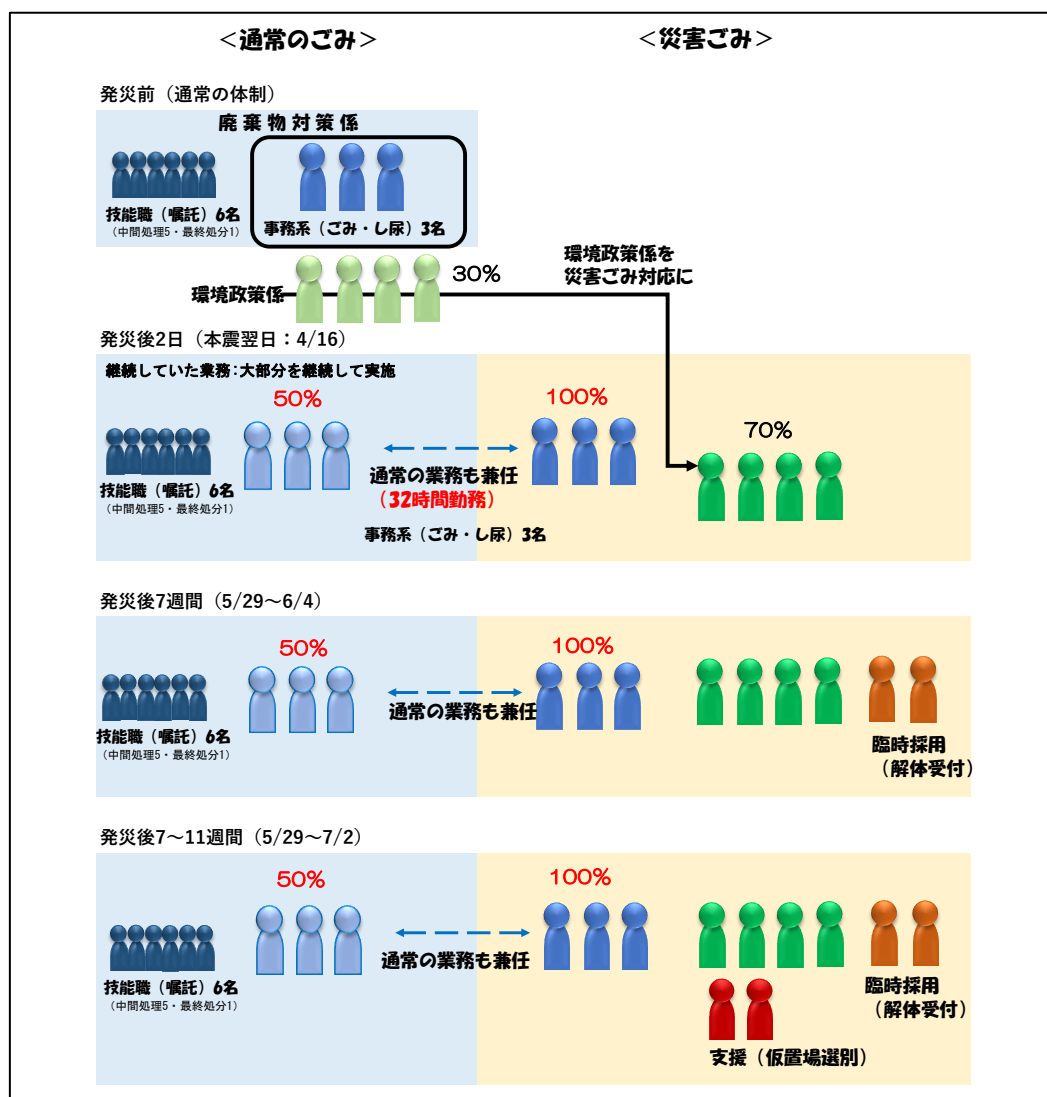 ＜通常のごみ＞
＜災害ごみ＞
発災前（通常の体制）
廃棄物対策係
技能職（嘱託）6名
（中間処理5・最終処分1）
事務系（ごみ・し尿）3名
環境政策係
30%
環境政策係を
災害ごみ対応に
発災後2日（本震翌日：4/16）
継続していた業務：大部分を継続して実施
50%
100%
70%
技能職（嘱託）6名
（中間処理5・最終処分1）
通常の業務も兼任
（32時間勤務）
事務系（ごみ・し尿）3名
発災後7週間（5/29～6/4）
50%
100%
技能職（嘱託）6名
（中間処理5・最終処分1）
通常の業務も兼任
臨時採用
（解体受付）
発災後7～11週間（5/29～7/2）
50%
100%
技能職（嘱託）6名
（中間処理5・最終処分1）
通常の業務も兼任
臨時採用
（解体受付）
支援（仮置場選別）